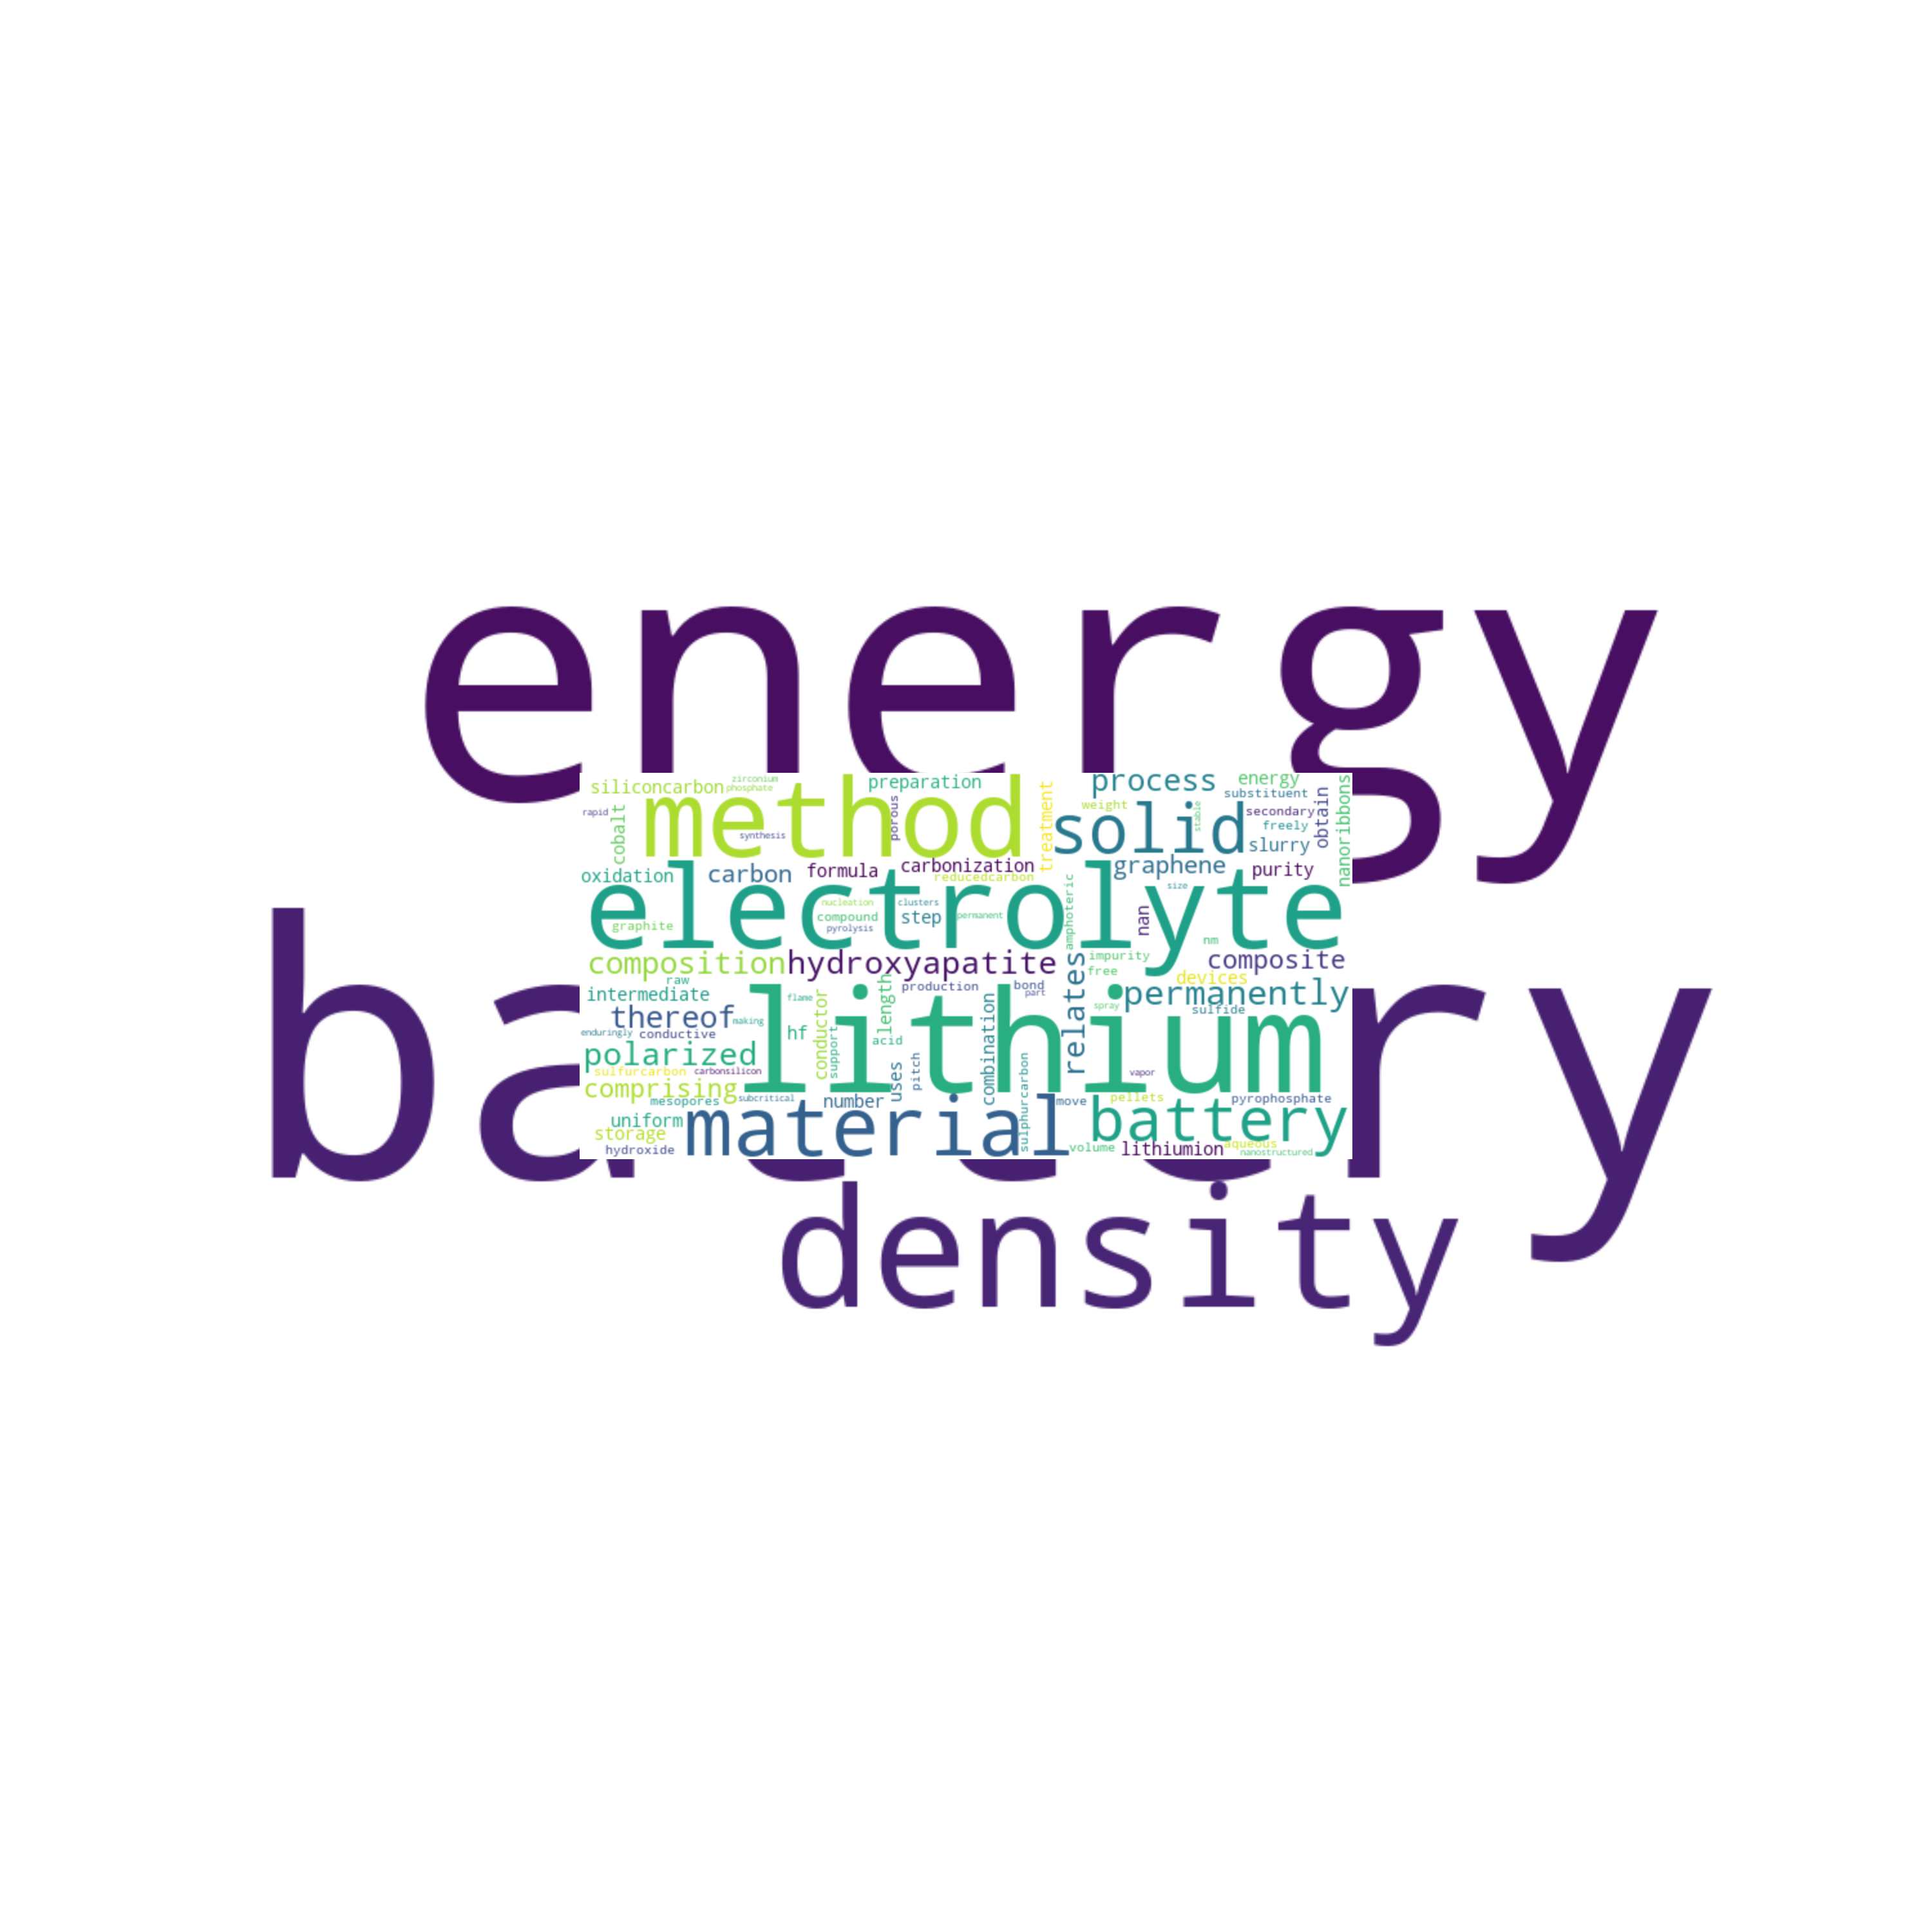 energy
zirconium
siliconcarbon
phosphate
preparation
process
energy
substituent
rapid
cobalt
method
synthesis
porous
treatment
weight
solid
stable
secondary
freely
slurry
obtain
nanoribbons
oxidation
carbon
formula
carbonization
reducedcarbon
graphene
purity
electrolyte
graphite
nucleation
clusters
compound
step
permanent
pyrolysis
amphoteric
size
nan
nm
composition
hydroxyapatite
relates
impurity
free
composite
devices
raw
intermediate
flame
length
production
bond
part
permanently
spray
sulfide
thereof
making
enduringly
conductive
hf
conductor
support
acid
combination
lithium
polarized
sulfurcarbon
carbonsilicon
comprising
uses
pitch
sulphurcarbon
vapor
mesopores
subcritical
number
move
pellets
pyrophosphate
uniform
storage
hydroxide
material
battery
volume
lithiumion
aqueous
nanostructured
battery
density